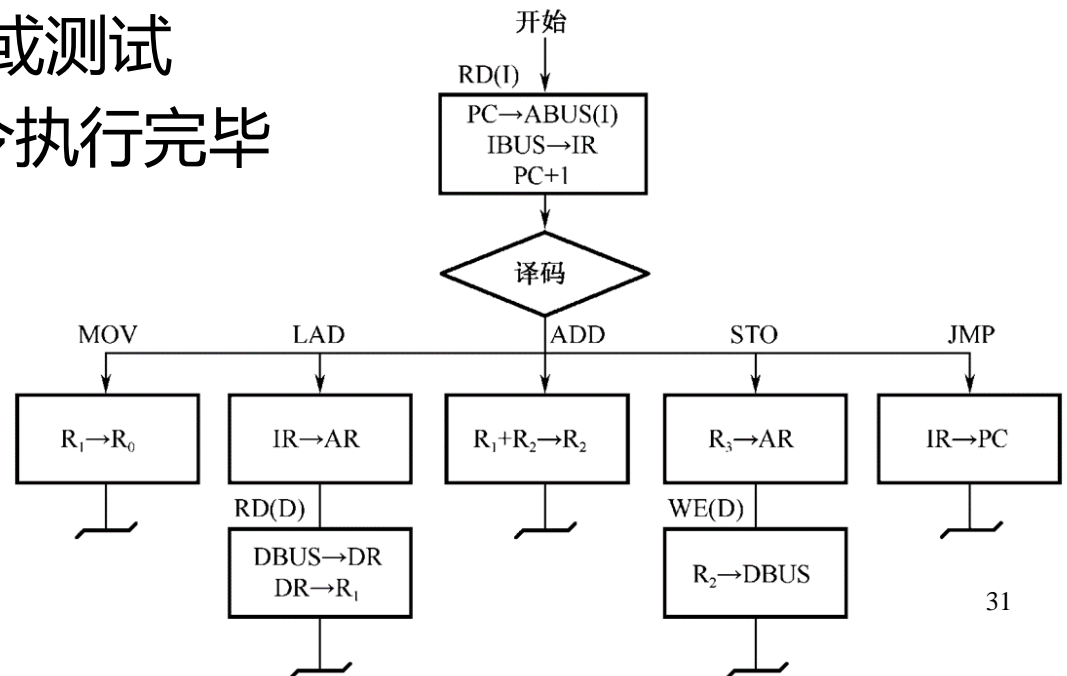 或测试
令执行完毕
开始
RD(I)
PC→ABUS(I)
IBUS→IR
PC+1
译码
MOV LAD ADD STO JMP
R₁→R₀ IR→AR R₁+R₂→R₂ R₃→AR IR→PC
RD(D) WE(D)
DBUS→DR
DR→R₁
R₂→DBUS
31